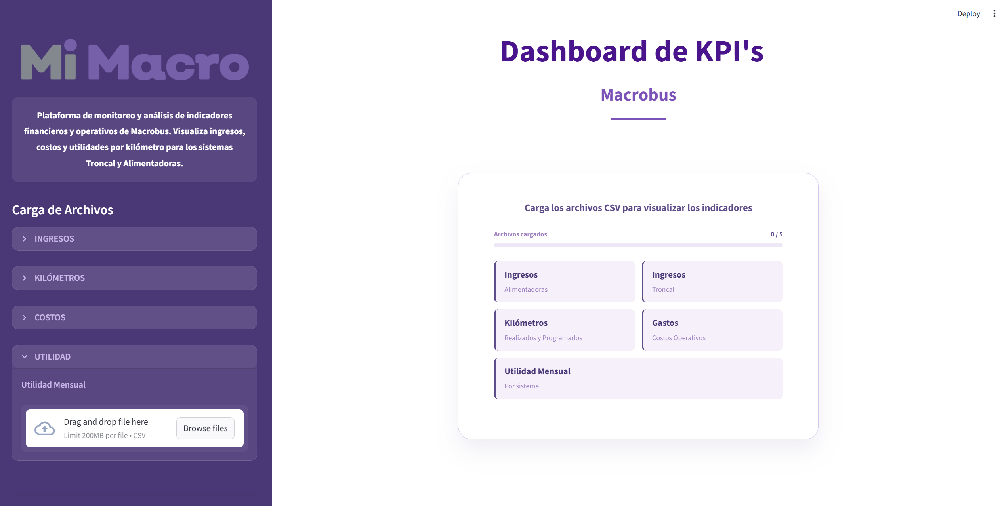 Mi Macro
Plataforma de monitoreo y análisis de indicadores
financieros y operativos de Macrobus. Visualiza ingresos,
costos y utilidades por kilómetro para los sistemas
Troncal y Alimentadoras.
Carga de Archivos
INGRESOS
KILÓMETROS
COSTOS
UTILIDAD
Utilidad Mensual
Drag and drop file here
Limit 200MB per file • CSV
Browse files
Deploy
Dashboard de KPI's
Macrobus
Carga los archivos CSV para visualizar los indicadores
Archivos cargados
0 / 5
Ingresos
Alimentadoras
Ingresos
Troncal
Kilómetros
Realizados y Programados
Gastos
Costos Operativos
Utilidad Mensual
Por sistema